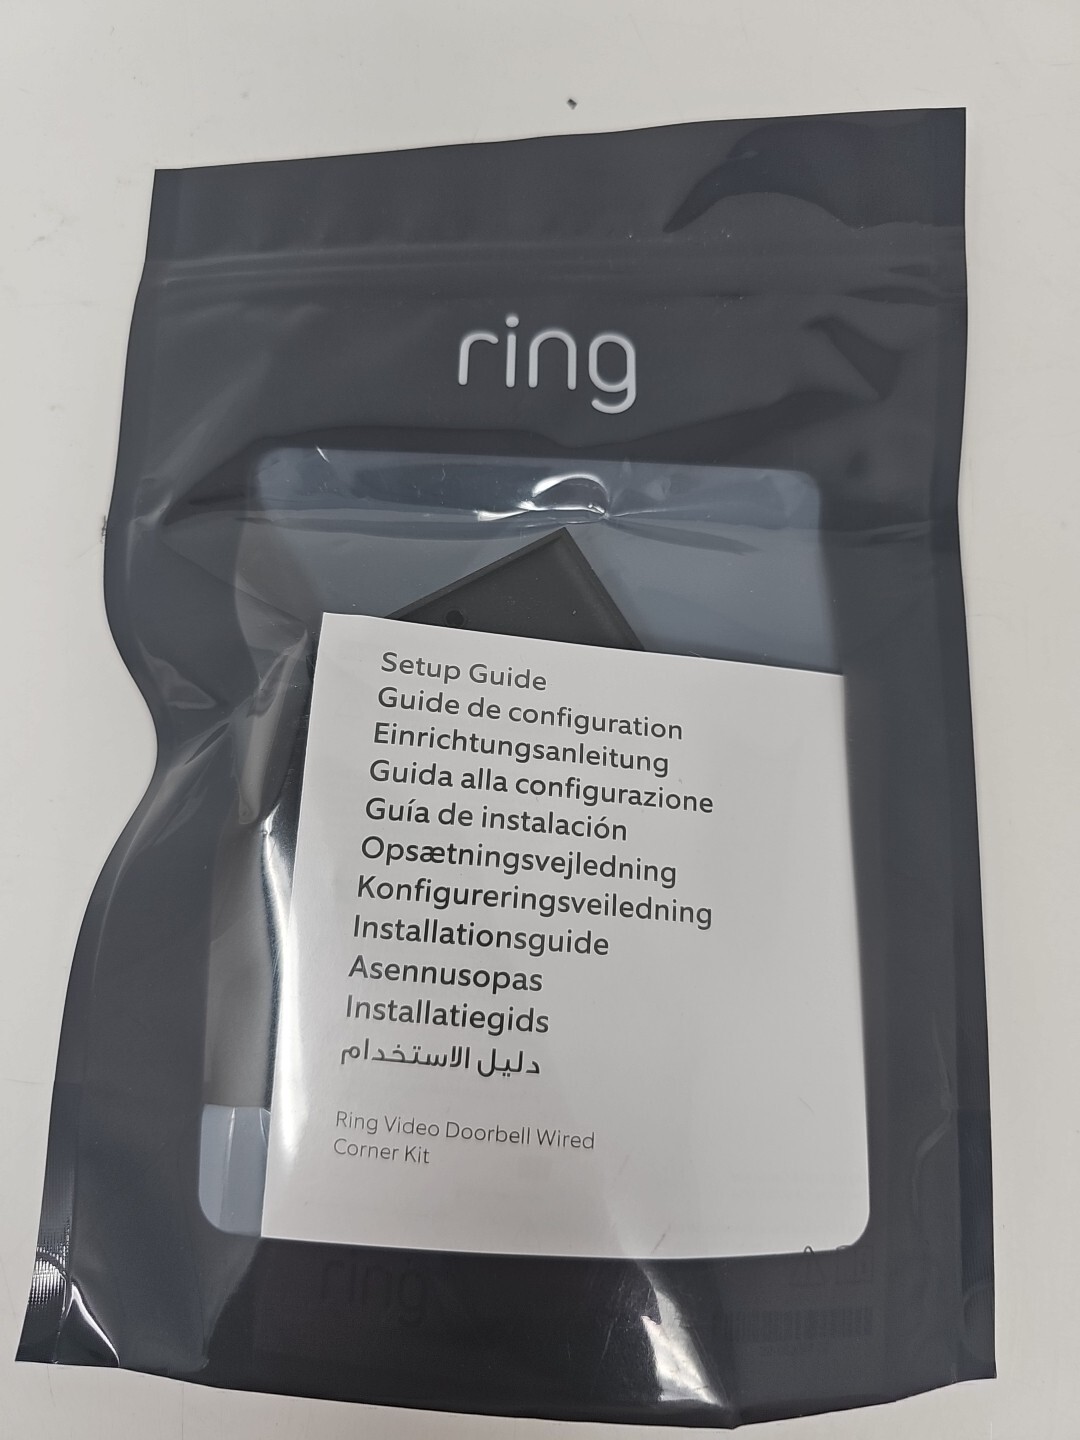 ring
Setup Guide
Guide de configuration
Einrichtungsanleitung
Guida alla configurazione
Guía de instalación
Opsætningsvejledning
Konfigureringsveiledning
Installationsguide
Asennusopas
Installatiegids
دليل الاستخدام
Ring Video Doorbell Wired
Corner Kit
ring